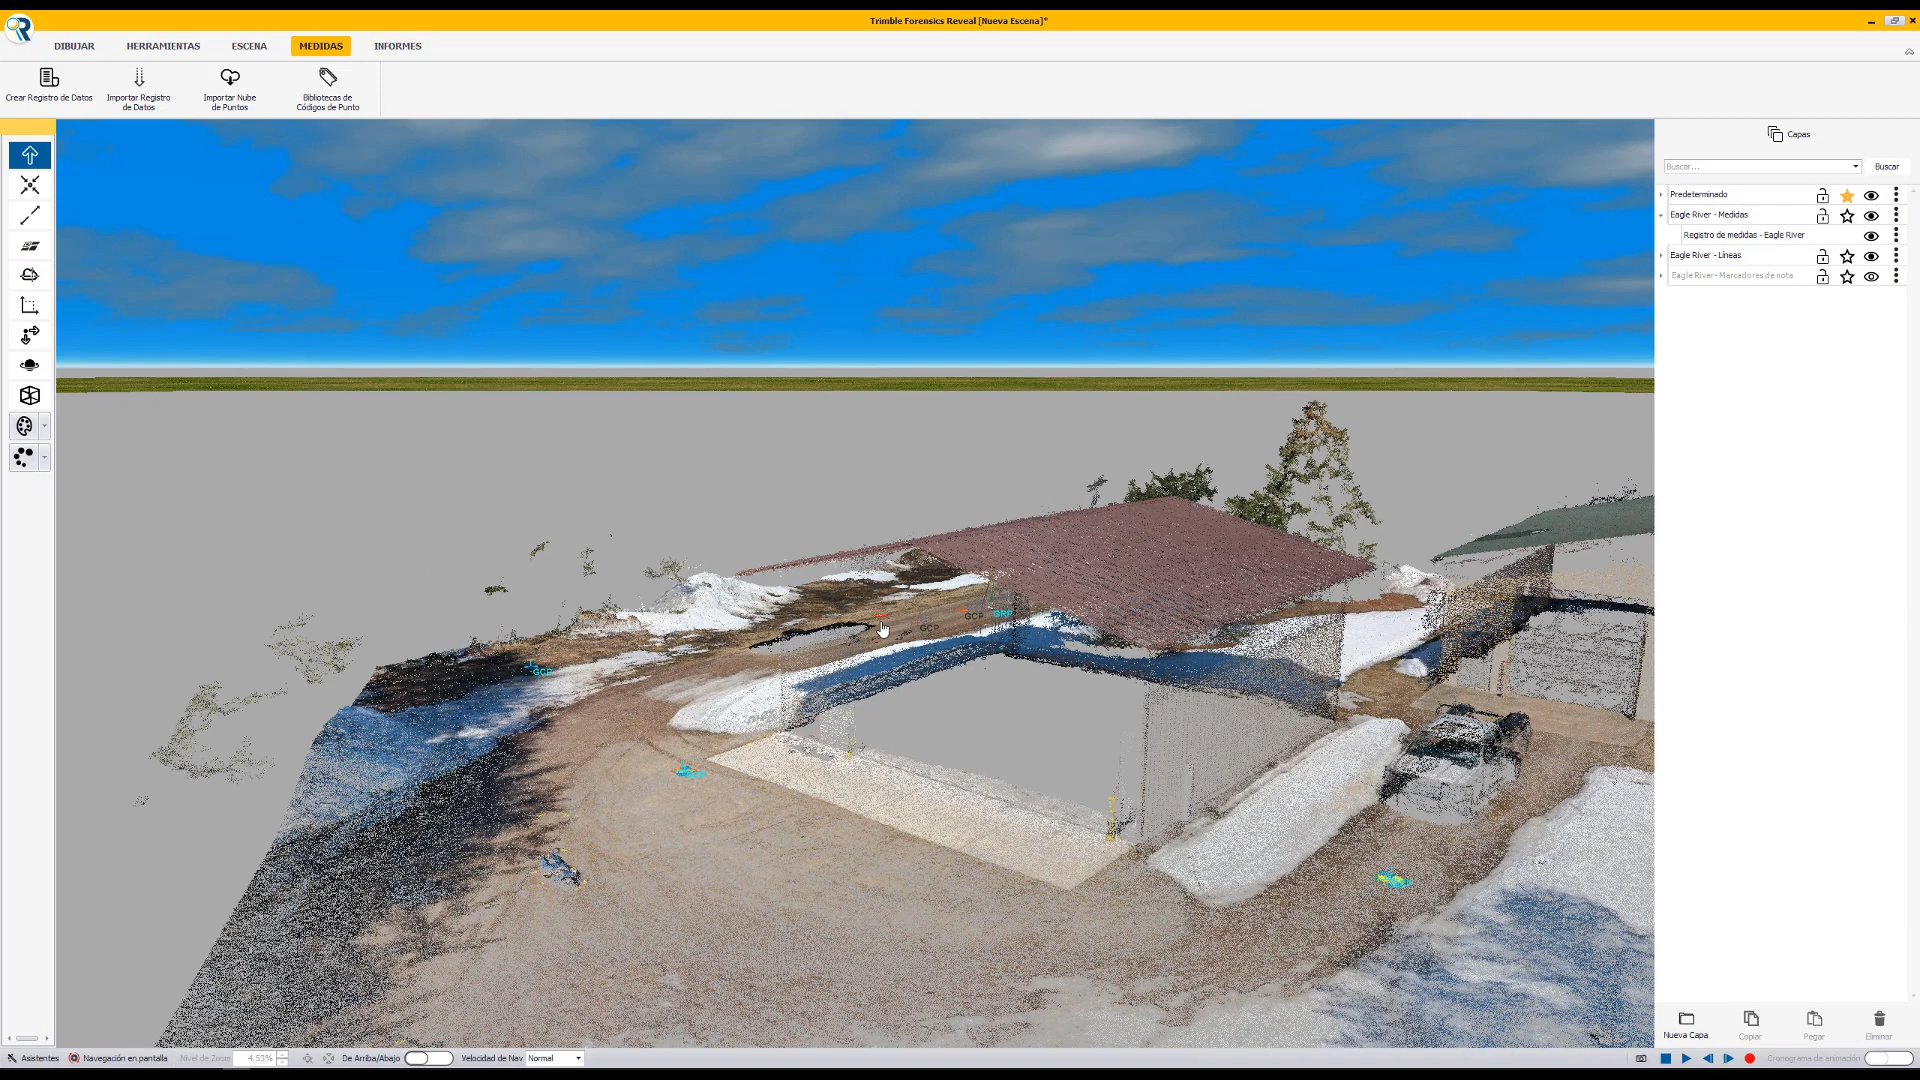 Trimble Forensics Reveal [Nueva Escena]*
DIBUJAR
HERRAMIENTAS
ESCENA
MEDIDAS
INFORMES
Crear Registro de Datos
Importar Registro
de Datos
Importar Nube
de Puntos
Bibliotecas de
Códigos de Punto
Capas
Buscar...
Buscar
Predeterminado
Eagle River - Medidas
Registro de medidas - Eagle River
Eagle River - Líneas
Eagle River - Marcadores de nota
GRP
GCP
GCP
GCP
Nueva Capa
Copiar
Pegar
Eliminar
Asistentes
Navegación en pantalla
Nivel de Zoom
4.53%
De Arriba/Abajo
Velocidad de Nav
Normal
Cronograma de animación